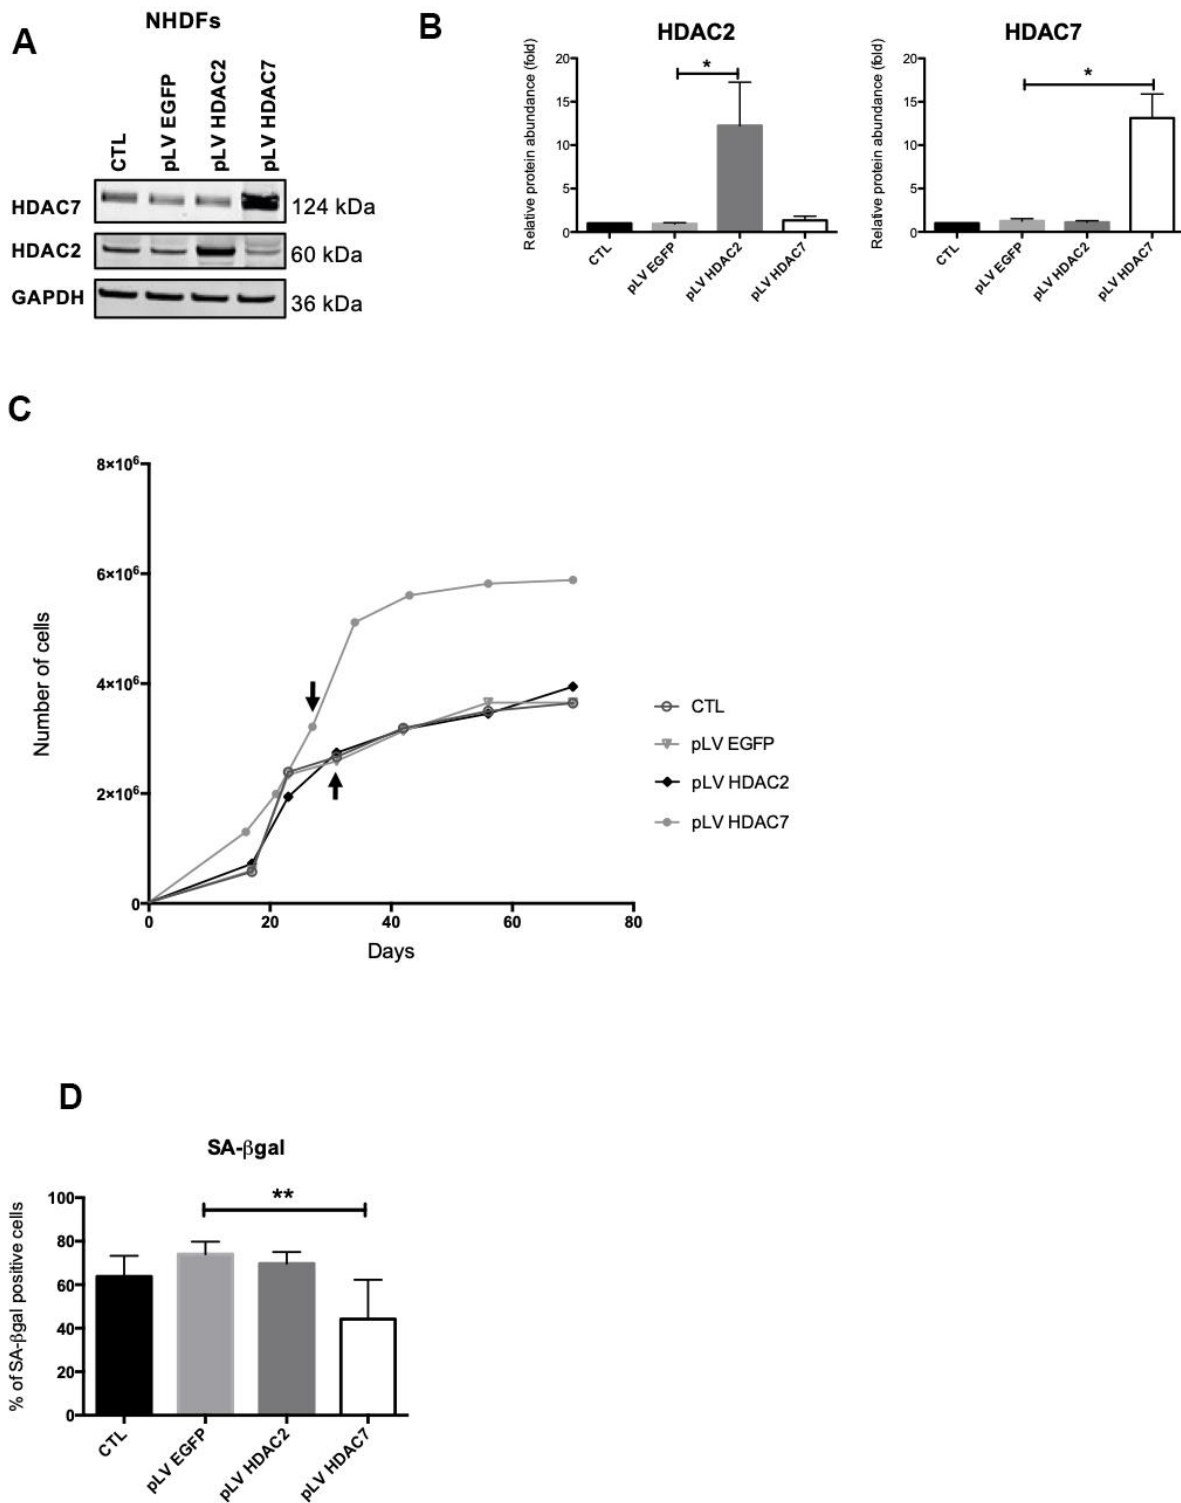 A
NHDFs
CTL
pLV EGFP
pLV HDAC2
pLV HDAC7
HDAC7 124 kDa
HDAC2 60 kDa
GAPDH 36 kDa
B
HDAC2
Relative protein abundance (fold)
20
15
10
5
0
*
CTL
pLV EGFP
pLV HDAC2
pLV HDAC7
HDAC7
Relative protein abundance (fold)
20
15
10
5
0
*
CTL
pLV EGFP
pLV HDAC2
pLV HDAC7
C
Number of cells
8×10⁶
6×10⁶
4×10⁶
2×10⁶
0
0 20 40 60 80
Days
CTL
pLV EGFP
pLV HDAC2
pLV HDAC7
D
SA-βgal
% of SA-βgal positive cells
100
80
60
40
20
0
**
CTL
pLV EGFP
pLV HDAC2
pLV HDAC7